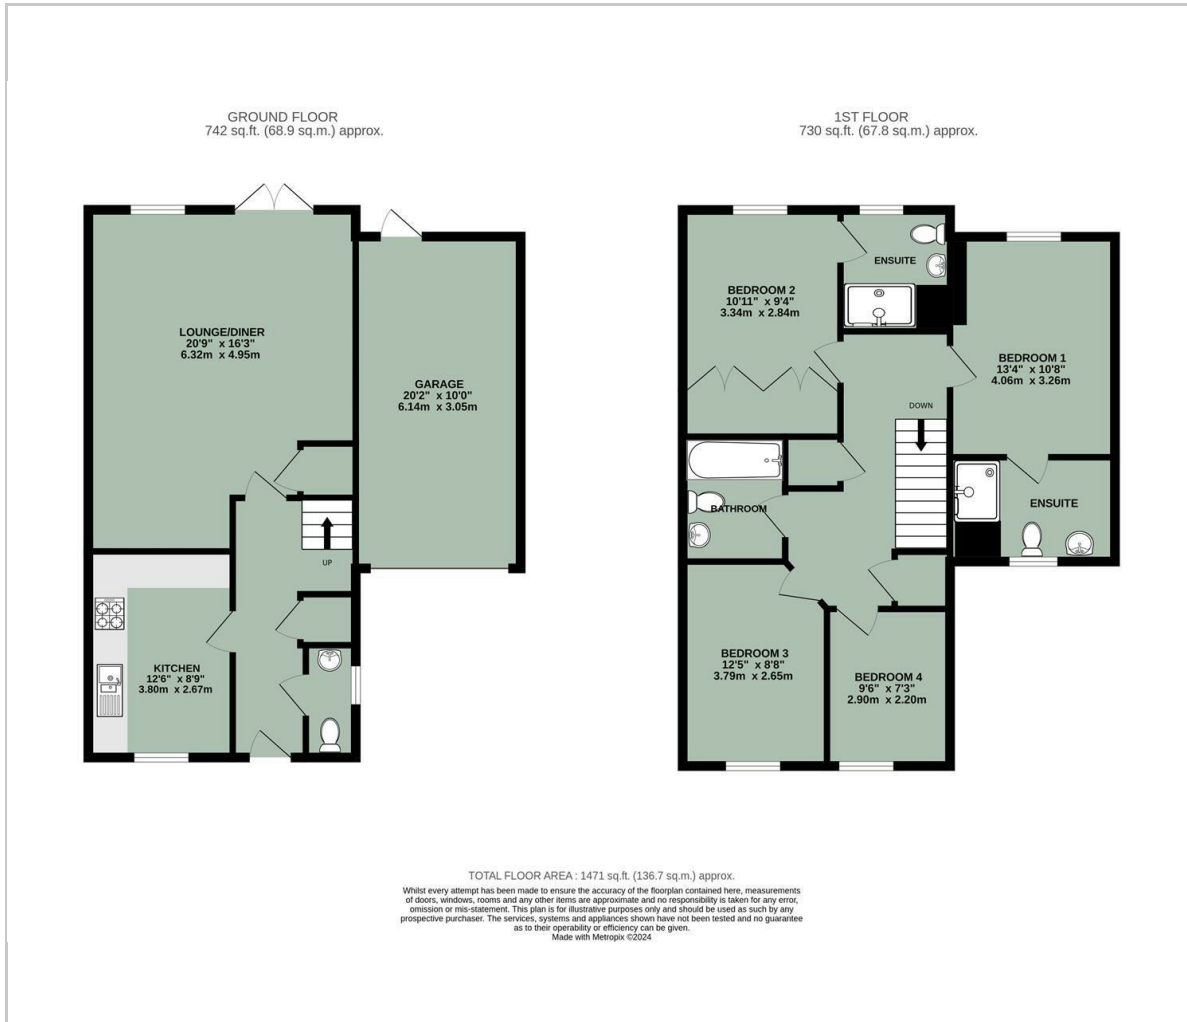 GROUND FLOOR
742 sq.ft. (68.9 sq.m.) approx.
LOUNGE/DINER
20'9" x 16'3"
6.32m x 4.95m
GARAGE
20'2" x 10'0"
6.14m x 3.05m
UP
KITCHEN
12'6" x 8'9"
3.80m x 2.67m
1ST FLOOR
730 sq.ft. (67.8 sq.m.) approx.
BEDROOM 2
10'11" x 9'4"
3.34m x 2.84m
ENSUITE
BEDROOM 1
13'4" x 10'8"
4.06m x 3.26m
DOWN
BATHROOM
ENSUITE
BEDROOM 3
12'5" x 8'8"
3.79m x 2.65m
BEDROOM 4
9'6" x 7'3"
2.90m x 2.20m
TOTAL FLOOR AREA : 1471 sq.ft. (136.7 sq.m.) approx.
Whilst every attempt has been made to ensure the accuracy of the floorplan contained here, measurements
of doors, windows, rooms and any other items are approximate and no responsibility is taken for any error,
omission or mis-statement. This plan is for illustrative purposes only and should be used as such by any
prospective purchaser. The services, systems and appliances shown have not been tested and no guarantee
as to their operability or efficiency can be given.
Made with Metropix ©2024